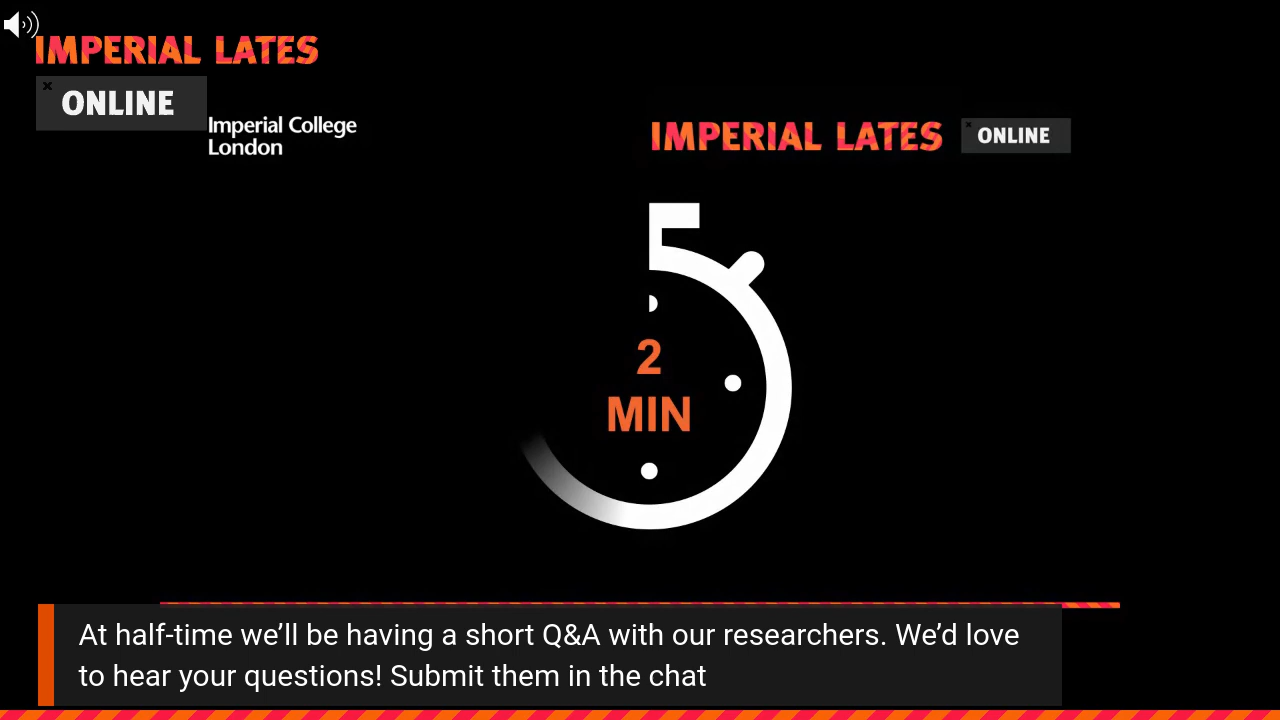 IMPERIAL LATES
ONLINE
Imperial College
London
IMPERIAL LATES ONLINE
5
2
MIN
At half-time we’ll be having a short Q&A with our researchers. We’d love
to hear your questions! Submit them in the chat